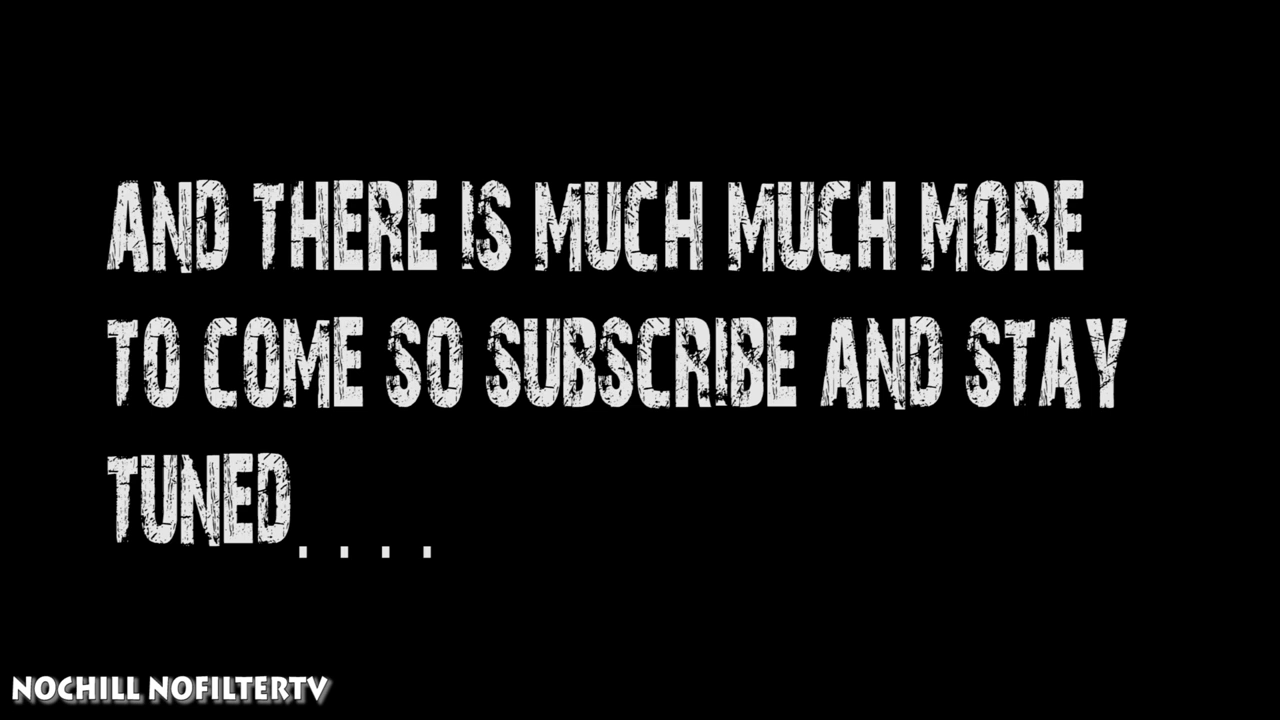 AND THERE IS MUCH MUCH MORE
TO COME SO SUBSCRIBE AND STAY
TUNED....
NOCHILL NOFILTERTV